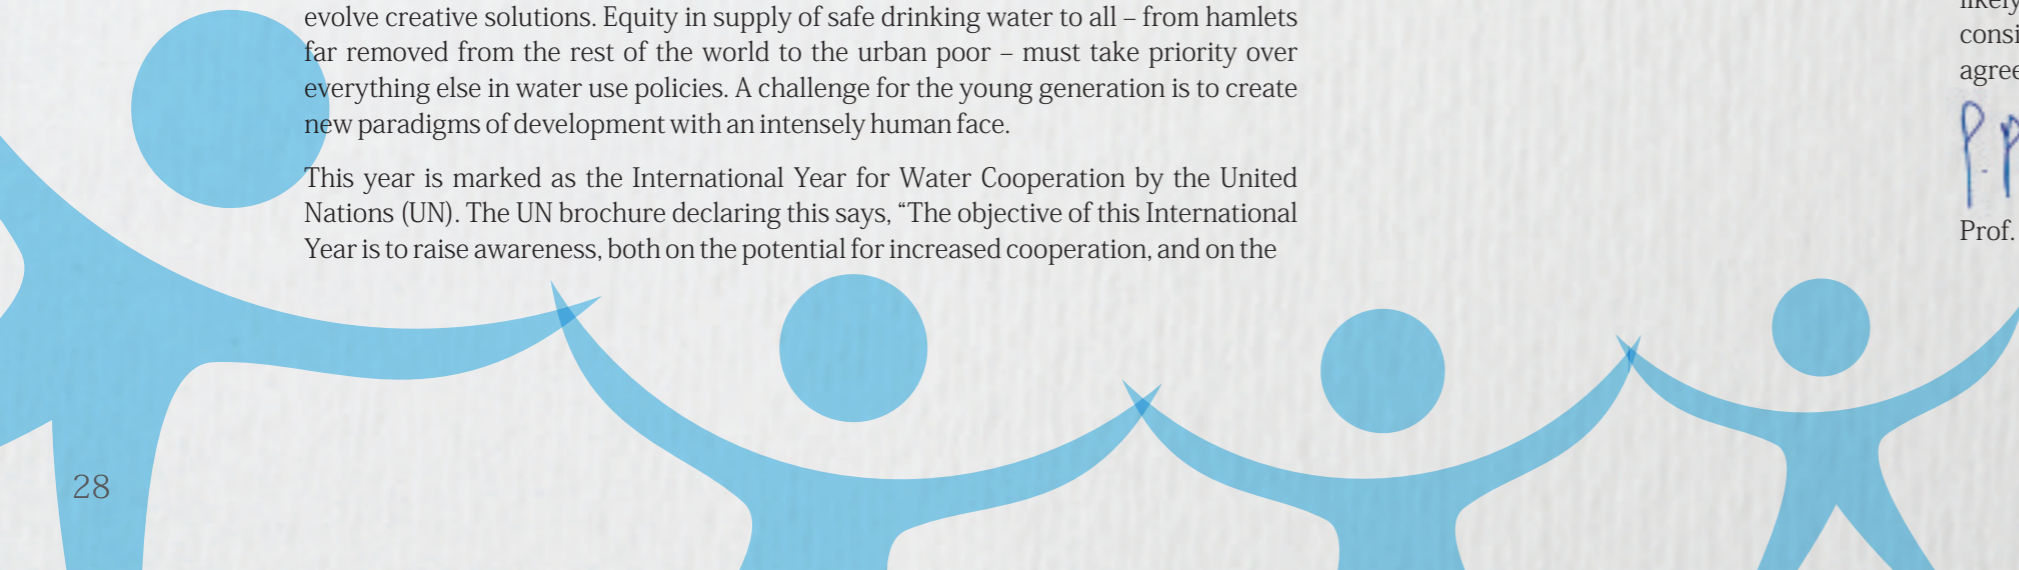 evolve creative solutions. Equity in supply of safe drinking water to all – from hamlets
far removed from the rest of the world to the urban poor – must take priority over
everything else in water use policies. A challenge for the young generation is to create
new paradigms of development with an intensely human face.
This year is marked as the International Year for Water Cooperation by the United
Nations (UN). The UN brochure declaring this says, “The objective of this International
Year is to raise awareness, both on the potential for increased cooperation, and on the
28
Prof.